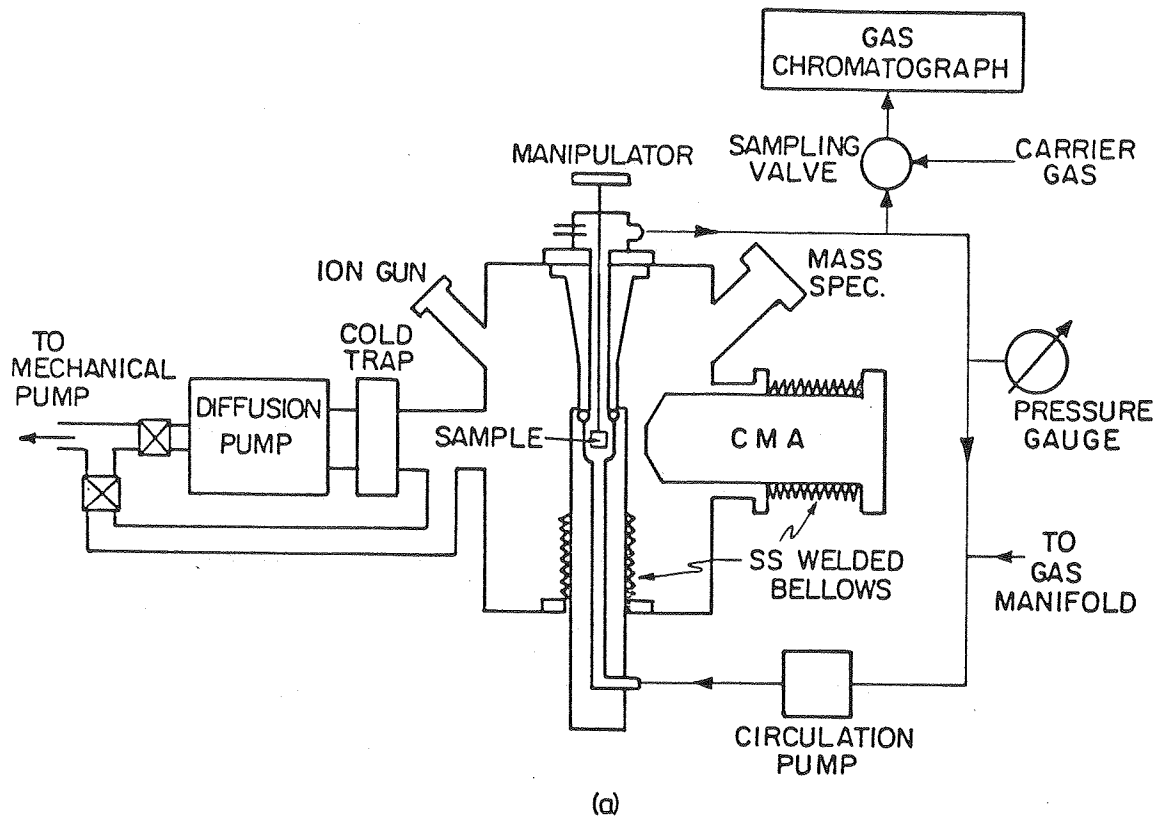 GAS
CHROMATOGRAPH
MANIPULATOR
SAMPLING
VALVE
CARRIER
GAS
ION GUN
MASS
SPEC.
TO
MECHANICAL
PUMP
COLD
TRAP
DIFFUSION
PUMP
SAMPLE
CMA
PRESSURE
GAUGE
SS WELDED
BELLOWS
TO
GAS
MANIFOLD
CIRCULATION
PUMP
(a)